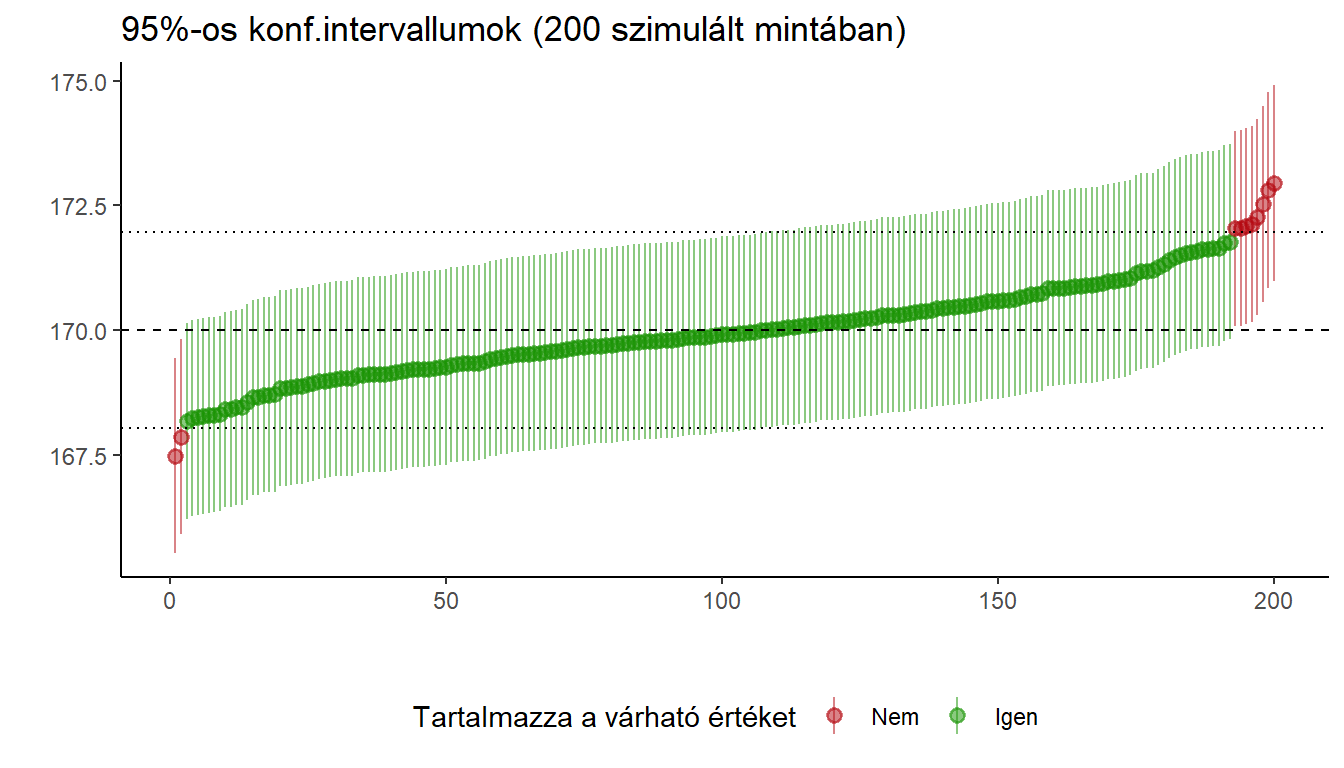 95%-os konf.intervallumok (200 szimulált mintában)
175.0
172.5
170.0
167.5
0 50 100 150 200
Tartalmazza a várható értéket Nem Igen